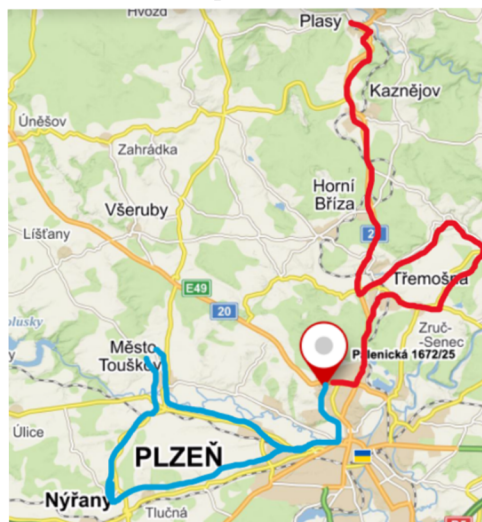 Hvozd
Plasy
Kaznějov
Úněšov
Zahrádka
Horní
Bříza
Všeruby
Líšťany
Třemošná
E49
20
Zruč-
-Senec
Město
Touškov
Pálenická 1672/25
Úlice
PLZEŇ
Nýřany
Tlučná